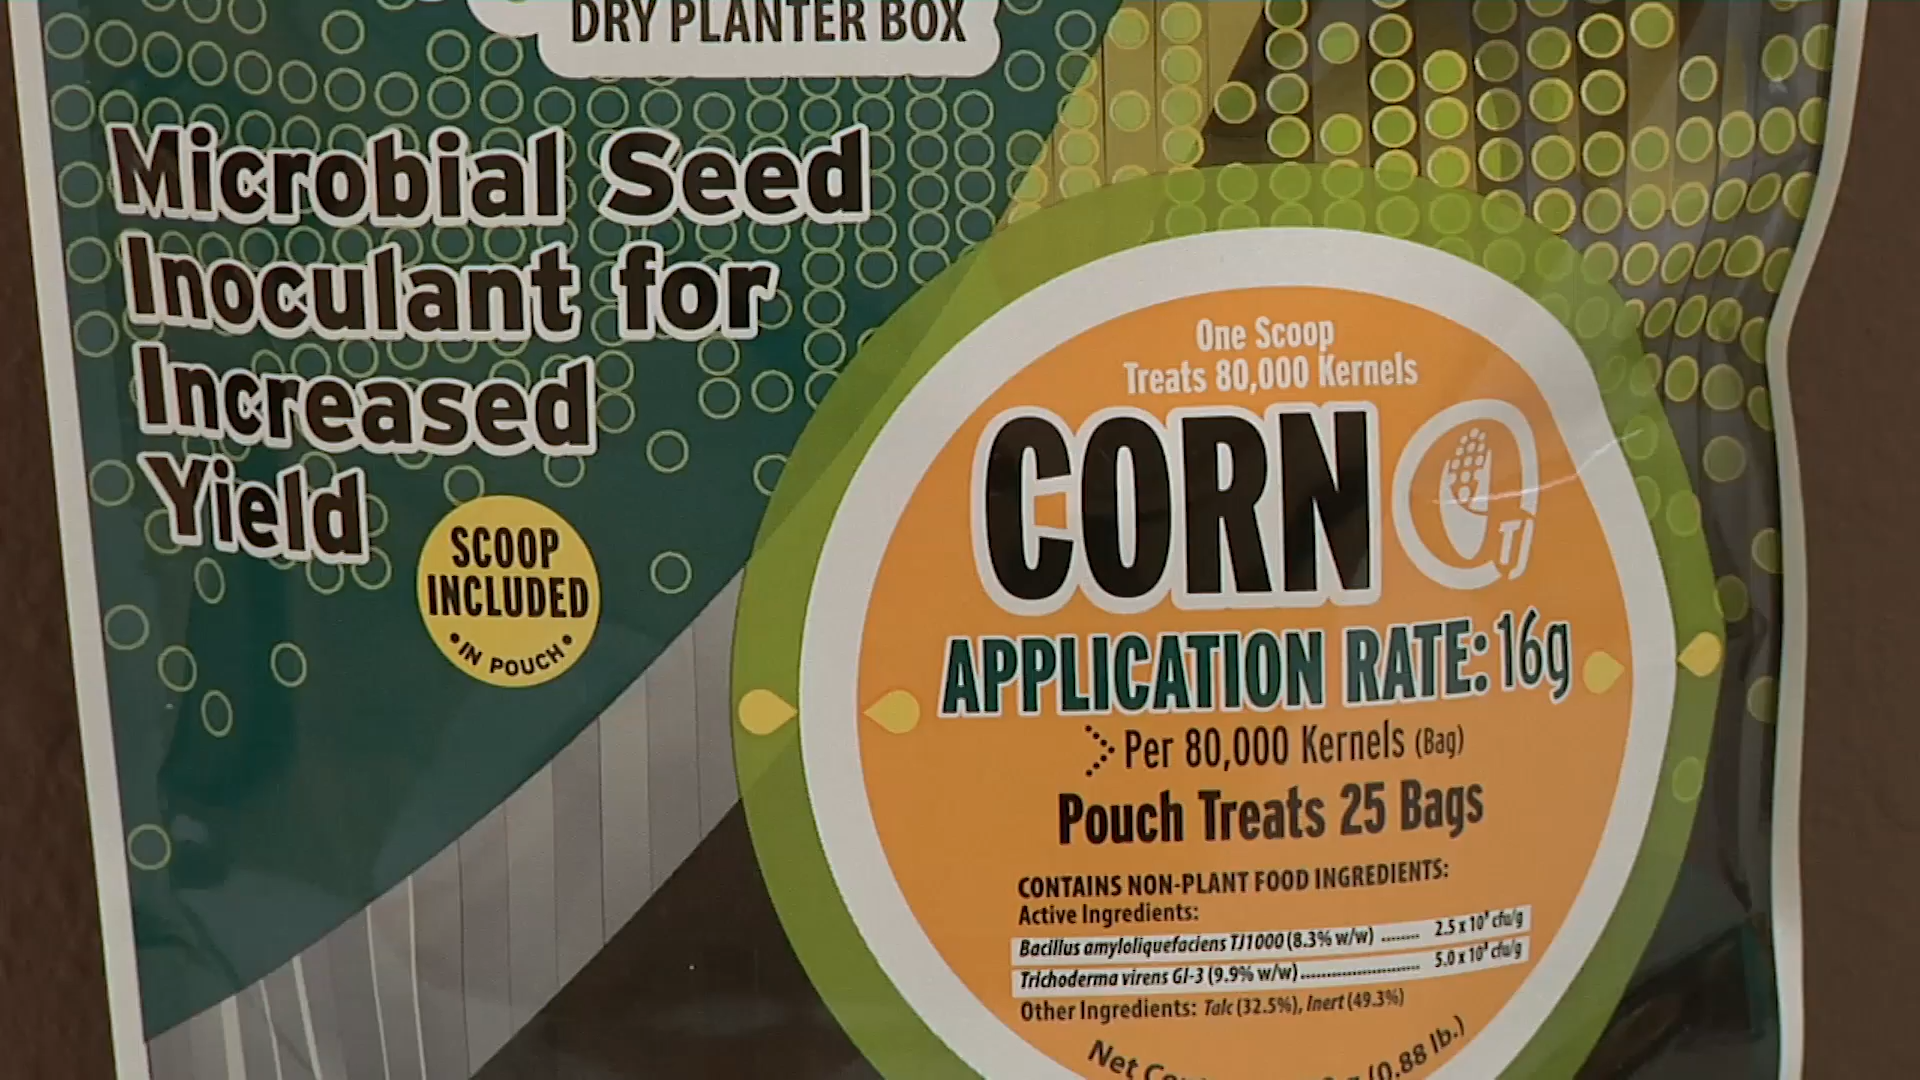 DRY PLANTER BOX
Microbial Seed
Inoculant for
Increased
Yield
SCOOP
INCLUDED
• IN POUCH •
One Scoop
Treats 80,000 Kernels
CORN
TJ
APPLICATION RATE: 16g
Per 80,000 Kernels (Bag)
Pouch Treats 25 Bags
CONTAINS NON-PLANT FOOD INGREDIENTS:
Active Ingredients:
Bacillus amyloliquefaciens TJ1000 (8.3% w/w) ........ cfu/g
Trichoderma virens GI-3 (9.9% w/w)........................ cfu/g
Other Ingredients: Talc (32.5%), Inert (49.3%)
Net (0.88 lb.)